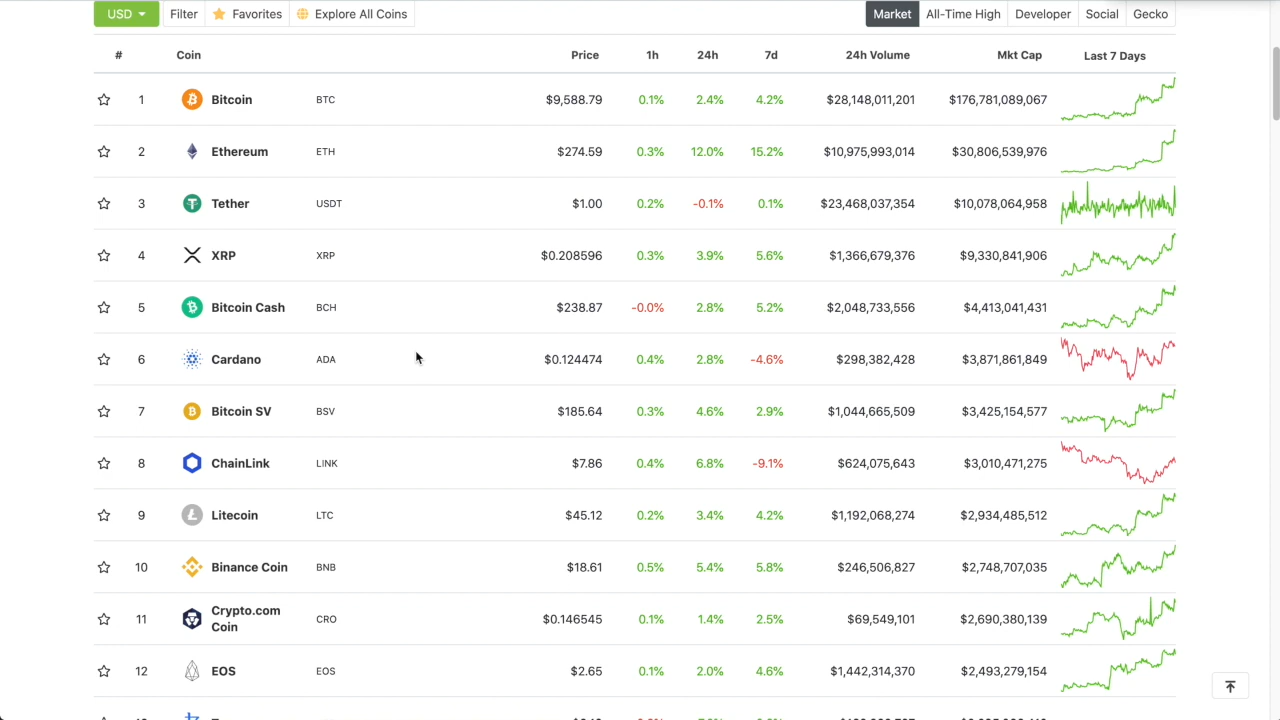 USD Filter Favorites Explore All Coins Market All-Time High Developer Social Gecko
# Coin Price 1h 24h 7d 24h Volume Mkt Cap Last 7 Days
1 Bitcoin BTC $9,588.79 0.1% 2.4% 4.2% $28,148,011,201 $176,781,089,067
2 Ethereum ETH $274.59 0.3% 12.0% 15.2% $10,975,993,014 $30,806,539,976
3 Tether USDT $1.00 0.2% -0.1% 0.1% $23,468,037,354 $10,078,064,958
4 XRP XRP $0.208596 0.3% 3.9% 5.6% $1,366,679,376 $9,330,841,906
5 Bitcoin Cash BCH $238.87 -0.0% 2.8% 5.2% $2,048,733,556 $4,413,041,431
6 Cardano ADA $0.124474 0.4% 2.8% -4.6% $298,382,428 $3,871,861,849
7 Bitcoin SV BSV $185.64 0.3% 4.6% 2.9% $1,044,665,509 $3,425,154,577
8 ChainLink LINK $7.86 0.4% 6.8% -9.1% $624,075,643 $3,010,471,275
9 Litecoin LTC $45.12 0.2% 3.4% 4.2% $1,192,068,274 $2,934,485,512
10 Binance Coin BNB $18.61 0.5% 5.4% 5.8% $246,506,827 $2,748,707,035
11 Crypto.com Coin CRO $0.146545 0.1% 1.4% 2.5% $69,549,101 $2,690,380,139
12 EOS EOS $2.65 0.1% 2.0% 4.6% $1,442,314,370 $2,493,279,154